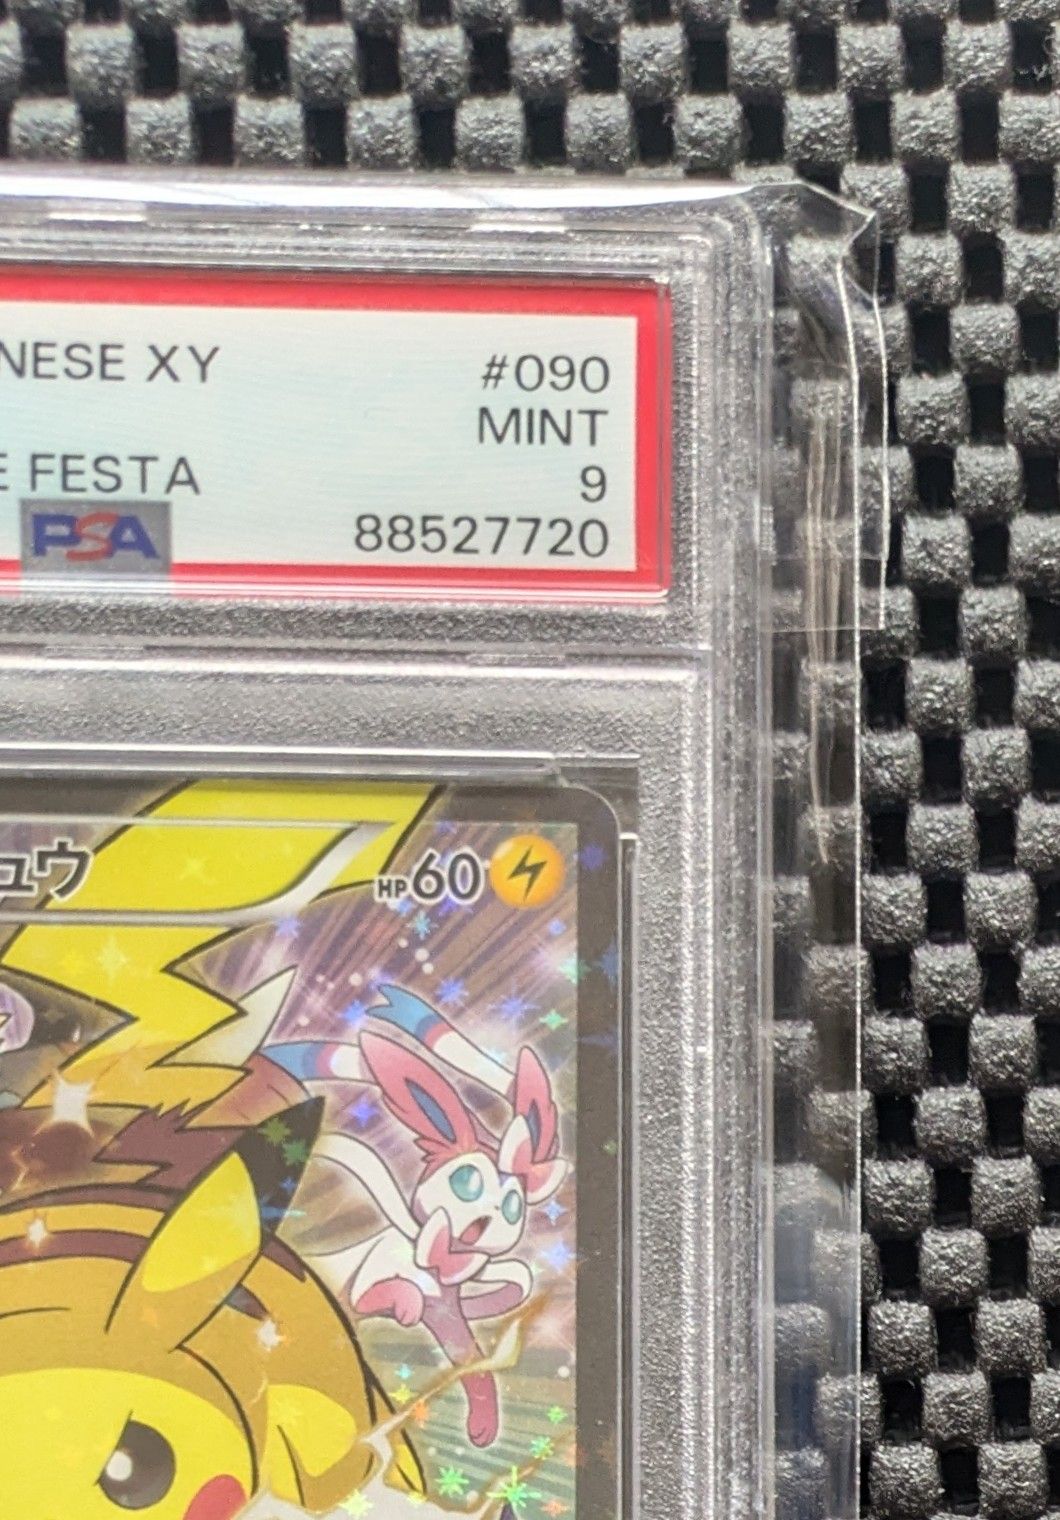 NESE XY
#090
MINT
E FESTA
9
PSA
88527720
ュウ
HP60